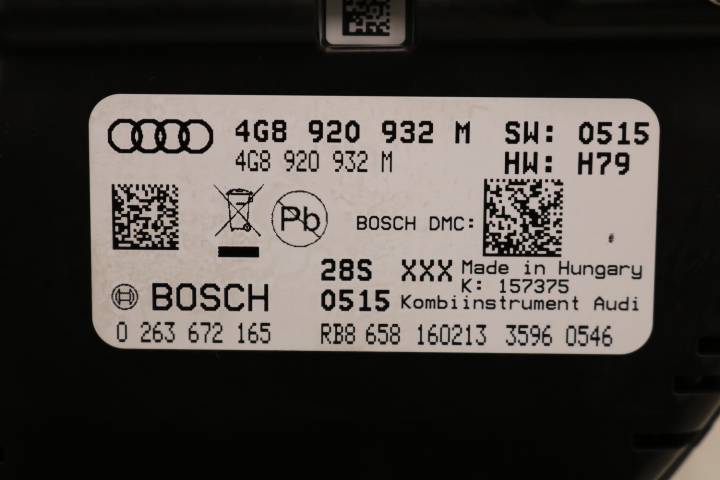 4G8 920 932 M SW: 0515
4G8 920 932 M HW: H79
Pb
BOSCH DMC:
28S XXX Made in Hungary
K: 157375
BOSCH 0515 Kombiinstrument Audi
0 263 672 165 RB8 658 160213 3596 0546